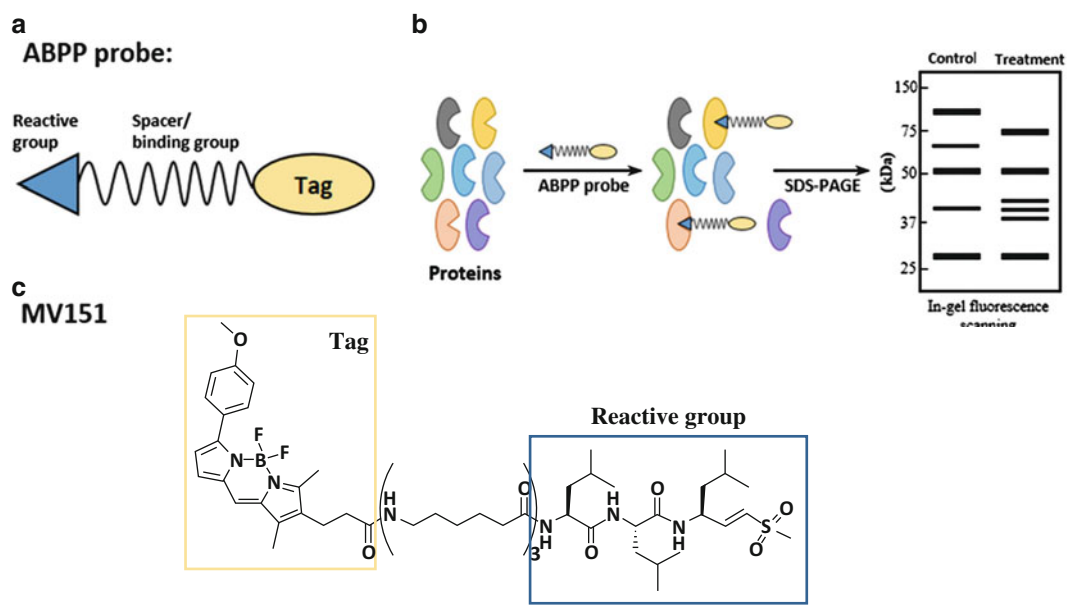 a
ABPP probe:
Reactive
group
Spacer/
binding group
Tag
b
ABPP probe
SDS-PAGE
Proteins
Control Treatment
(kDa)
150
75
50
37
25
In-gel fluorescence
scanning
c
MV151
Tag
Reactive group
O
F
F
N
B
N
H
N
O
O
3
N
H
O
H
N
O
N
H
O
S
O